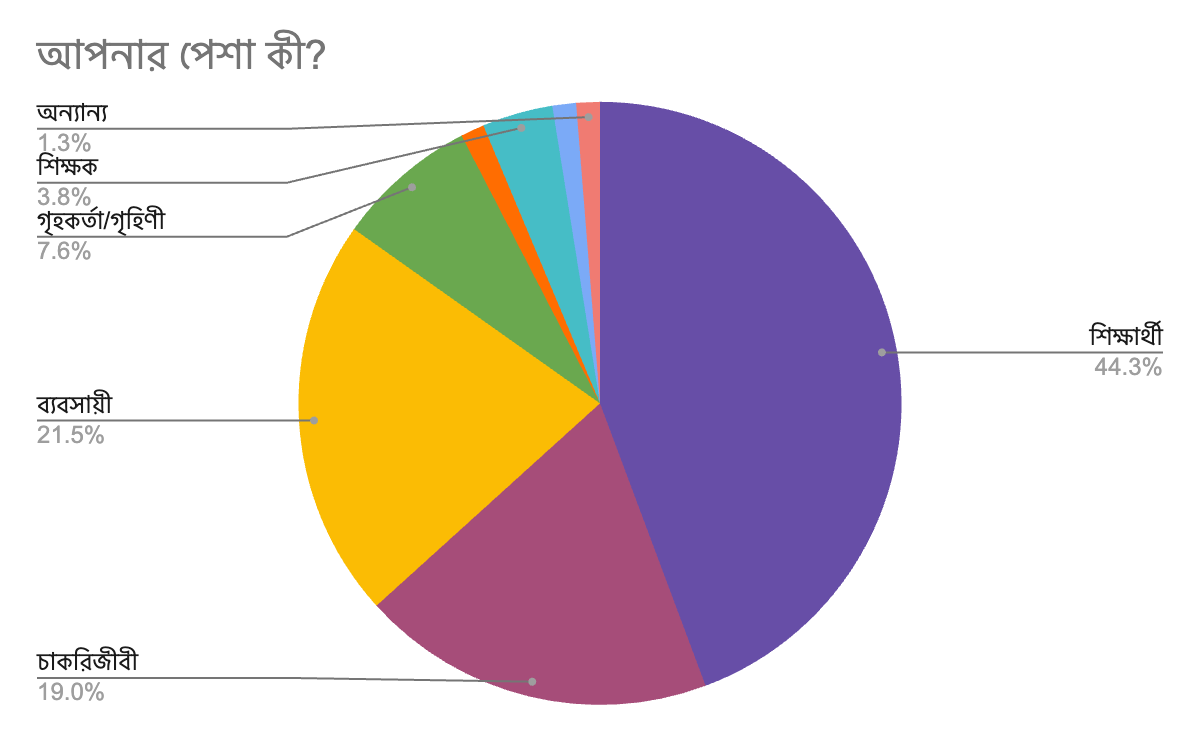 আপনার পেশা কী?
অন্যান্য
1.3%
শিক্ষক
3.8%
গৃহকর্তা/গৃহিণী
7.6%
ব্যবসায়ী
21.5%
চাকরিজীবী
19.0%
শিক্ষার্থী
44.3%